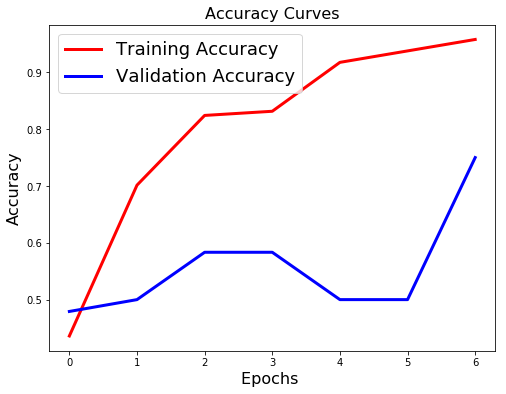 Accuracy Curves
Training Accuracy
Validation Accuracy
Accuracy
0.9
0.8
0.7
0.6
0.5
0 1 2 3 4 5 6
Epochs